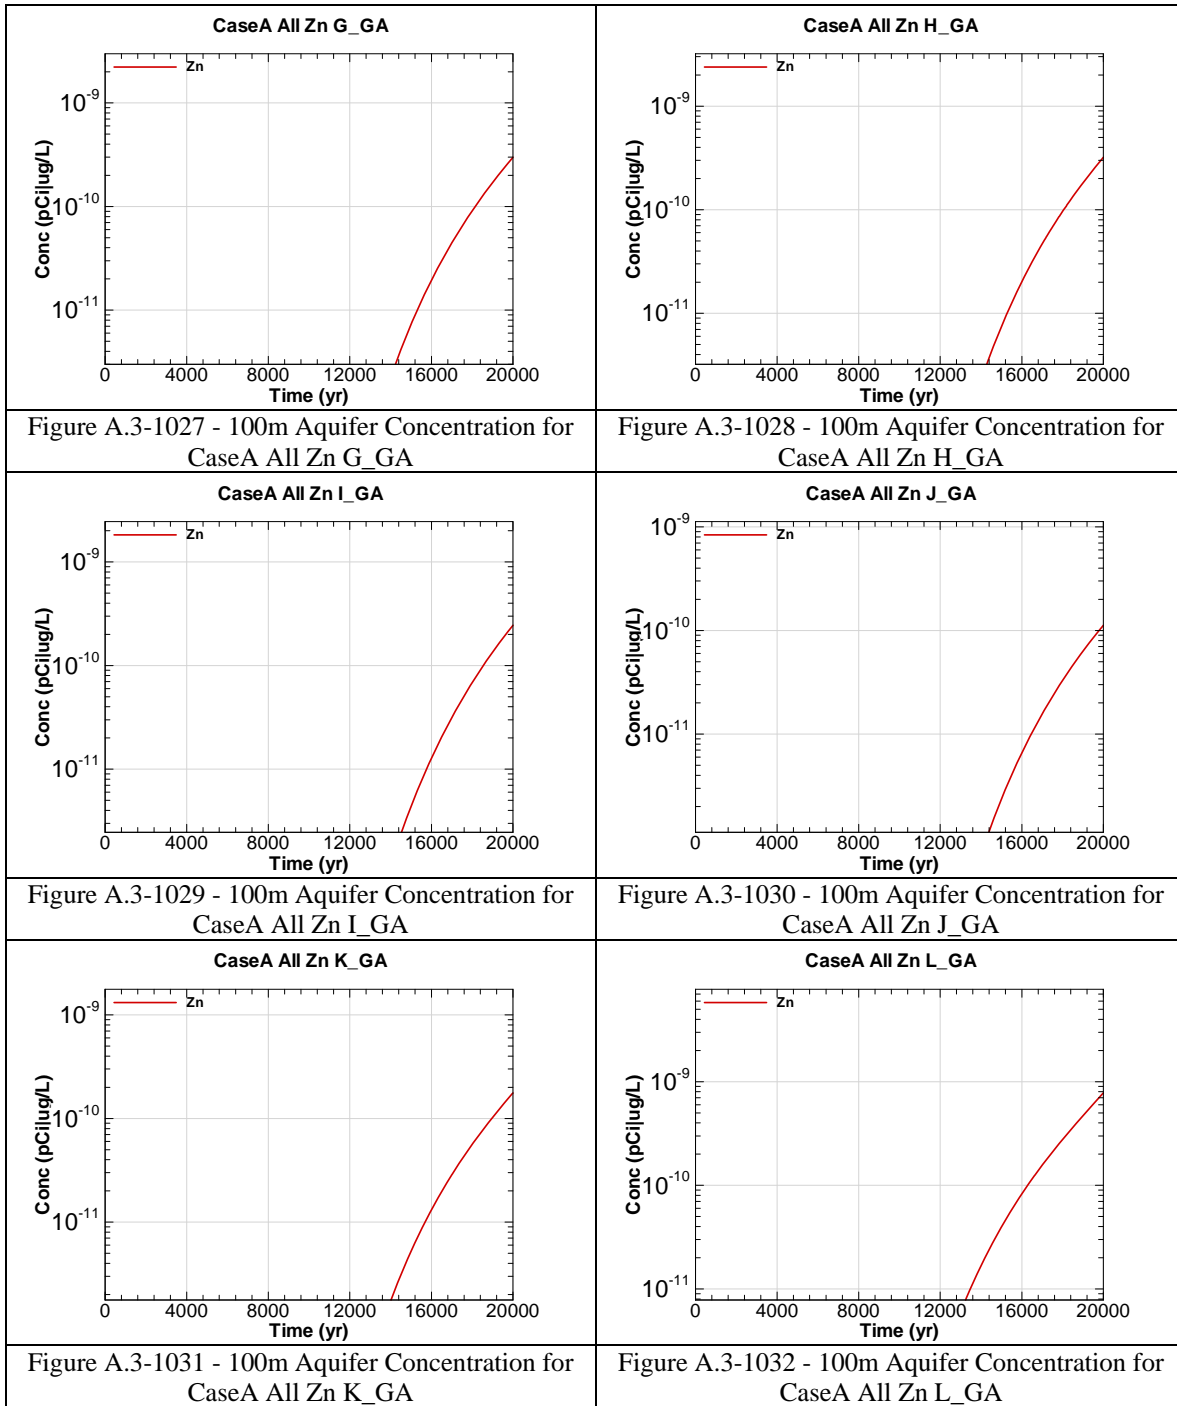 CaseA All Zn G_GA
Zn
10^-9
10^-10
10^-11
Conc (pCi|ug/L)
0 4000 8000 12000 16000 20000
Time (yr)
Figure A.3-1027 - 100m Aquifer Concentration for
CaseA All Zn G_GA
CaseA All Zn H_GA
Zn
10^-9
10^-10
10^-11
Conc (pCi|ug/L)
0 4000 8000 12000 16000 20000
Time (yr)
Figure A.3-1028 - 100m Aquifer Concentration for
CaseA All Zn H_GA
CaseA All Zn I_GA
Zn
10^-9
10^-10
10^-11
Conc (pCi|ug/L)
0 4000 8000 12000 16000 20000
Time (yr)
Figure A.3-1029 - 100m Aquifer Concentration for
CaseA All Zn I_GA
CaseA All Zn J_GA
Zn
10^-9
10^-10
10^-11
Conc (pCi|ug/L)
0 4000 8000 12000 16000 20000
Time (yr)
Figure A.3-1030 - 100m Aquifer Concentration for
CaseA All Zn J_GA
CaseA All Zn K_GA
Zn
10^-9
10^-10
10^-11
Conc (pCi|ug/L)
0 4000 8000 12000 16000 20000
Time (yr)
Figure A.3-1031 - 100m Aquifer Concentration for
CaseA All Zn K_GA
CaseA All Zn L_GA
Zn
10^-9
10^-10
10^-11
Conc (pCi|ug/L)
0 4000 8000 12000 16000 20000
Time (yr)
Figure A.3-1032 - 100m Aquifer Concentration for
CaseA All Zn L_GA